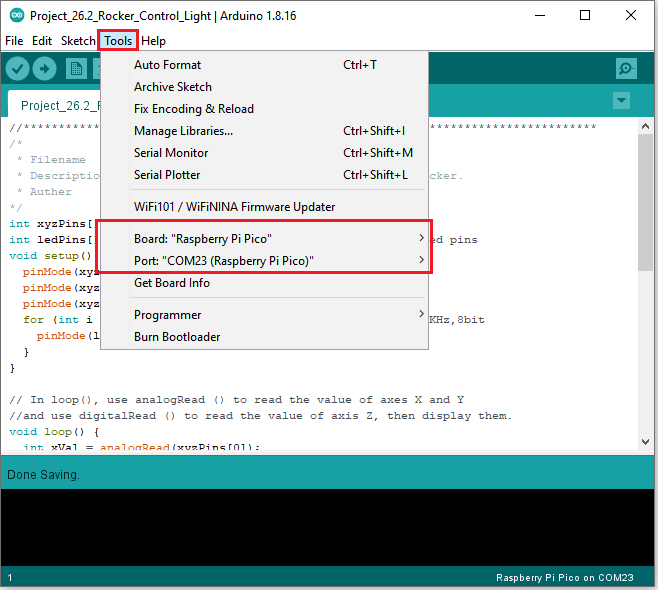 Project_26.2_Rocker_Control_Light | Arduino 1.8.16
File Edit Sketch Tools Help
Auto Format Ctrl+T
Archive Sketch
Fix Encoding & Reload
Manage Libraries... Ctrl+Shift+I
Serial Monitor Ctrl+Shift+M
Serial Plotter Ctrl+Shift+L
WiFi101 / WiFiNINA Firmware Updater
Board: "Raspberry Pi Pico"
Port: "COM23 (Raspberry Pi Pico)"
Get Board Info
Programmer
Burn Bootloader
Project_26.2_
//************ ************************
/*
* Filename
* Descriptio cker.
* Auther
*/
int xyzPins[
int ledPins[ ed pins
void setup()
pinMode(xyz
pinMode(xyz
pinMode(xyz
for (int i KHz,8bit
pinMode(l
}
}
// In loop(), use analogRead () to read the value of axes X and Y
//and use digitalRead () to read the value of axis Z, then display them.
void loop() {
int xVal = analogRead(xyzPins[0]);
Done Saving.
1 Raspberry Pi Pico on COM23